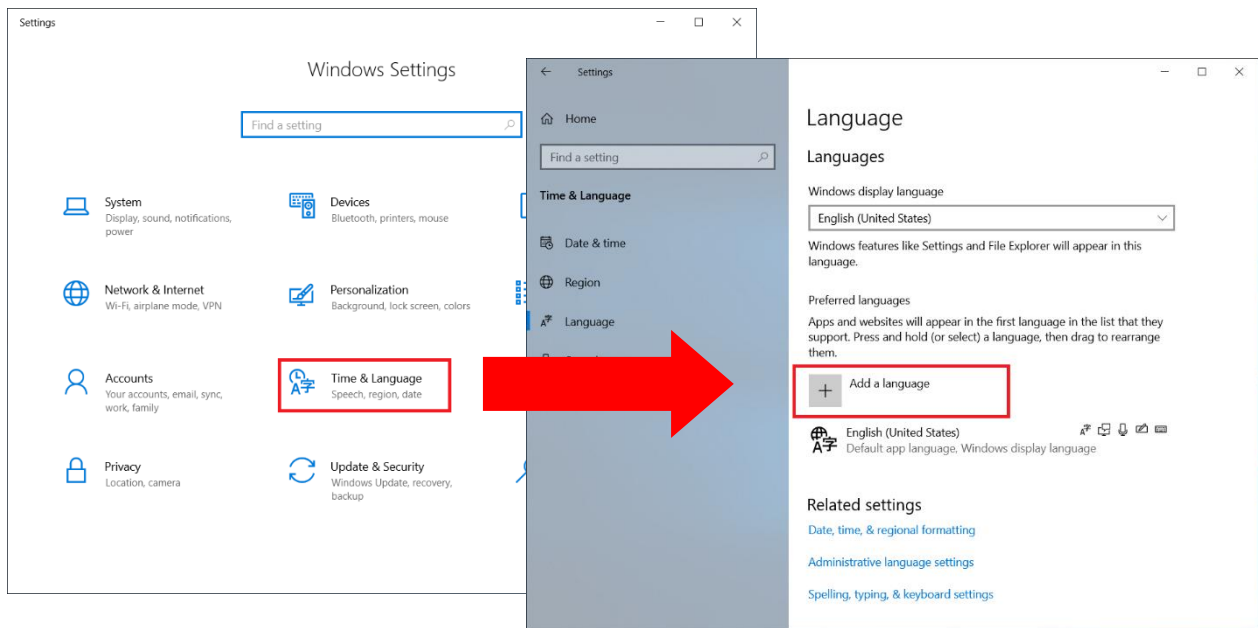 Settings
Windows Settings
Find a setting
System
Display, sound, notifications,
power
Devices
Bluetooth, printers, mouse
Network & Internet
Wi-Fi, airplane mode, VPN
Personalization
Background, lock screen, colors
Accounts
Your accounts, email, sync,
work, family
Time & Language
Speech, region, date
Privacy
Location, camera
Update & Security
Windows Update, recovery,
backup
Settings
Home
Find a setting
Time & Language
Date & time
Region
Language
Language
Languages
Windows display language
English (United States)
Windows features like Settings and File Explorer will appear in this
language.
Preferred languages
Apps and websites will appear in the first language in the list that they
support. Press and hold (or select) a language, then drag to rearrange
them.
Add a language
English (United States)
Default app language, Windows display language
Related settings
Date, time, & regional formatting
Administrative language settings
Spelling, typing, & keyboard settings